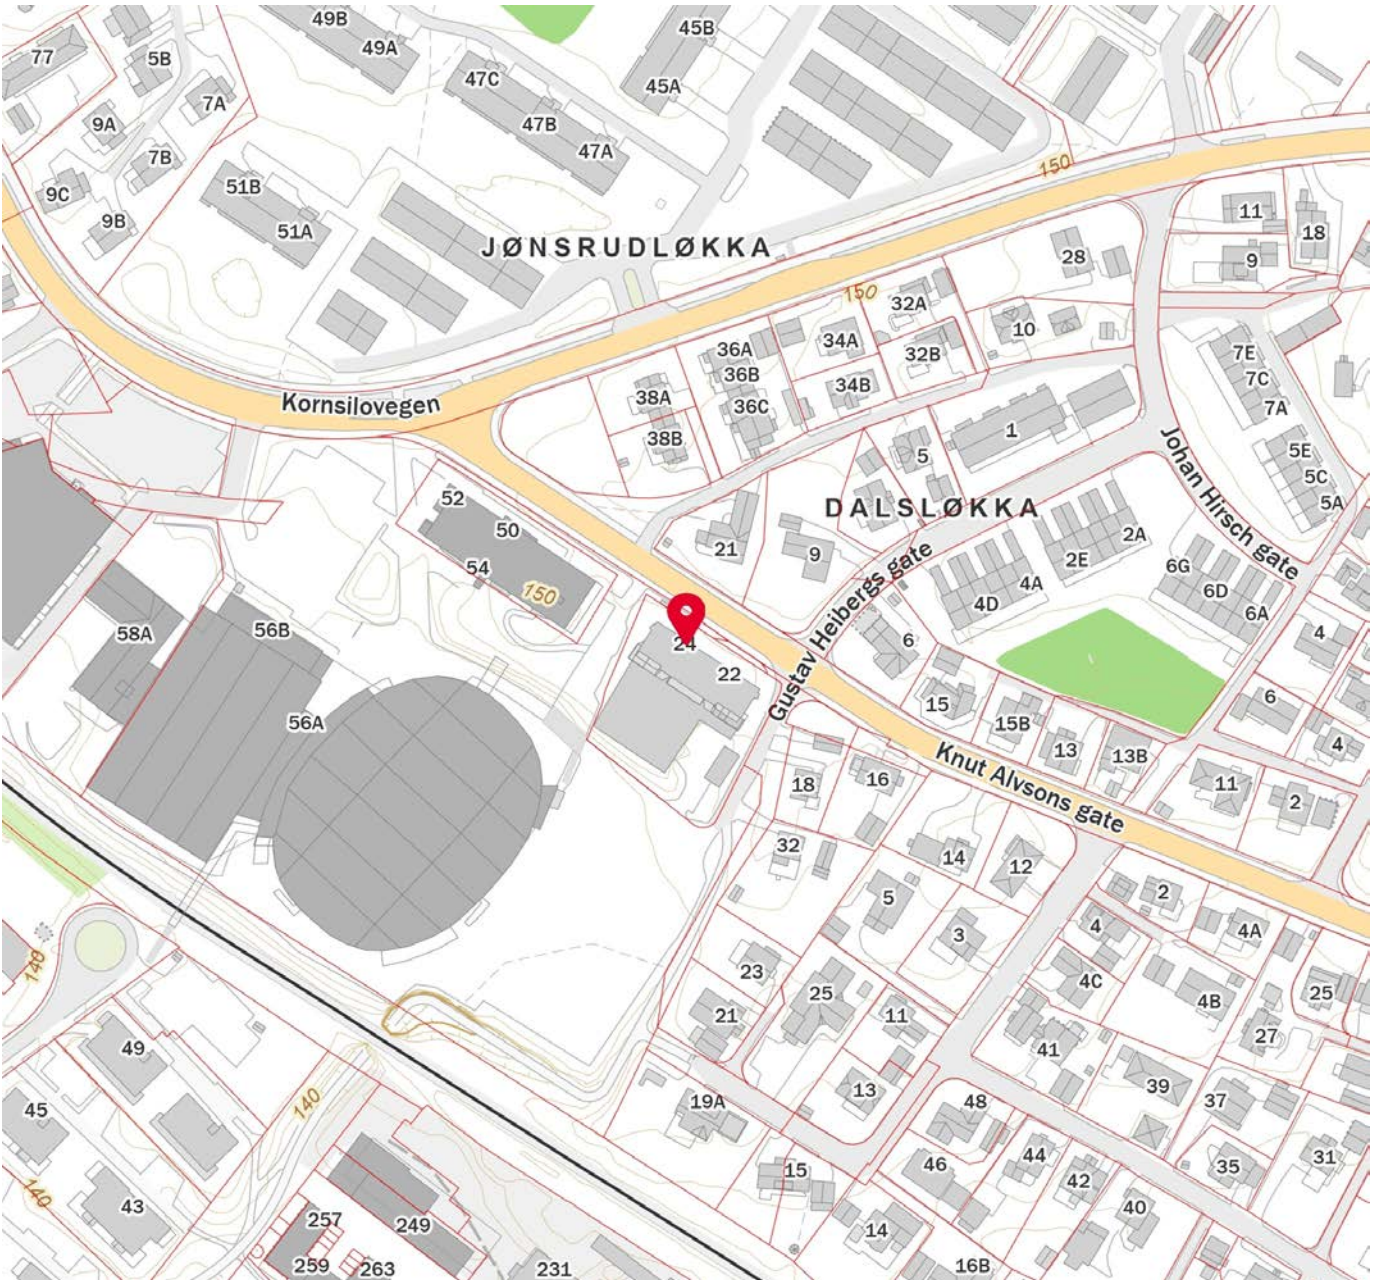 49B
45B
49A
77
5B
47C
45A
7A
9A
47B
47A
7B
150
51B
9C
11
9B
51A
18
JØNSRUDLØKKA
28
9
150
32A
10
34A
36A
32B
7E
36B
34B
7C
38A
Kornsilovegen
36C
7A
1
38B
5E
5
5C
52
Johan Hirsch gate
5A
DALSLØKKA
50
2A
21
9
2E
54
4A
6G
150
4D
6D
6A
Gustav Heibergs gate
58A
56B
4
24
6
22
6
15
56A
15B
13
4
13B
Knut Alvsons gate
18
16
11
2
32
14
12
5
2
4
4A
3
140
23
4C
25
25
4B
21
11
27
49
41
39
13
140
19A
48
37
45
44
31
46
35
15
42
140
43
40
257
249
14
259
263
231
16B